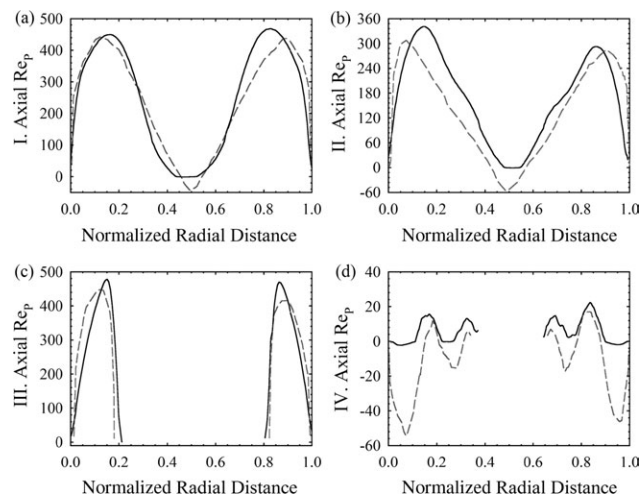 (a)
I. Axial Re_P
500
400
300
200
100
0
0.0 0.2 0.4 0.6 0.8 1.0
Normalized Radial Distance
(b)
II. Axial Re_P
360
300
240
180
120
60
0
-60
0.0 0.2 0.4 0.6 0.8 1.0
Normalized Radial Distance
(c)
III. Axial Re_P
500
400
300
200
100
0
0.0 0.2 0.4 0.6 0.8 1.0
Normalized Radial Distance
(d)
IV. Axial Re_P
40
20
0
-20
-40
-60
0.0 0.2 0.4 0.6 0.8 1.0
Normalized Radial Distance